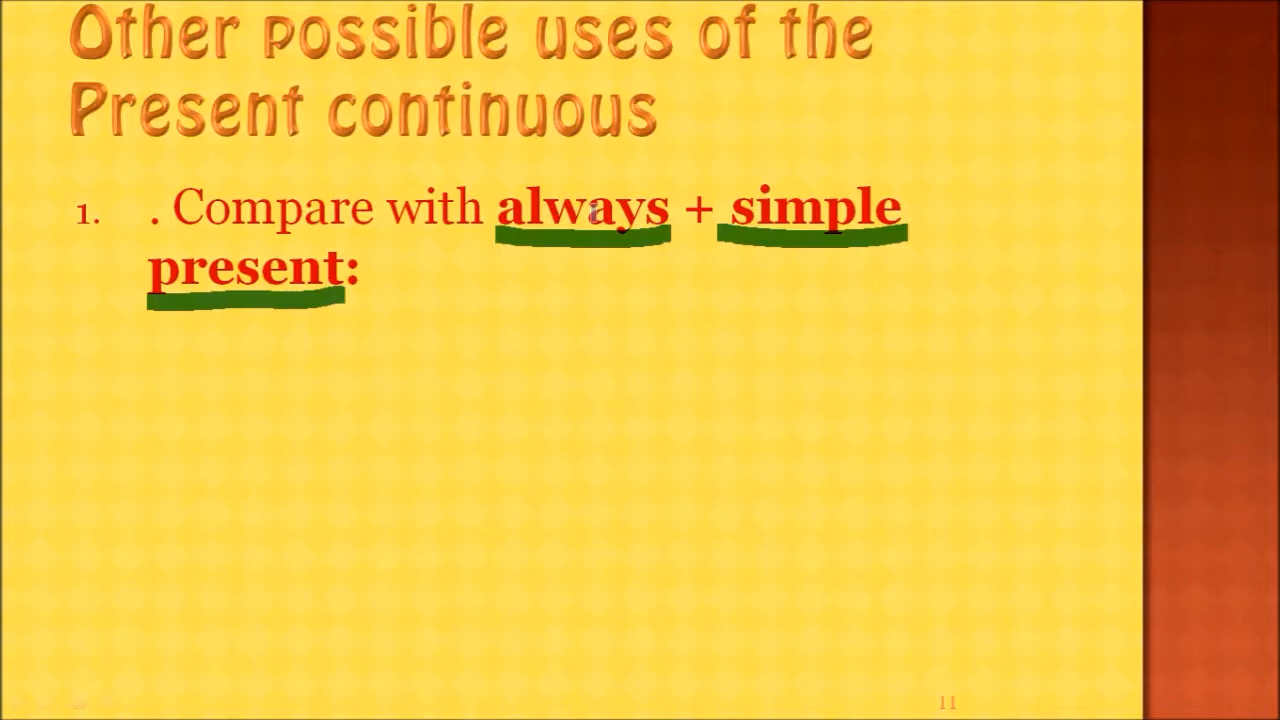 Other possible uses of the
Present continuous
1. . Compare with always + simple
present:
11